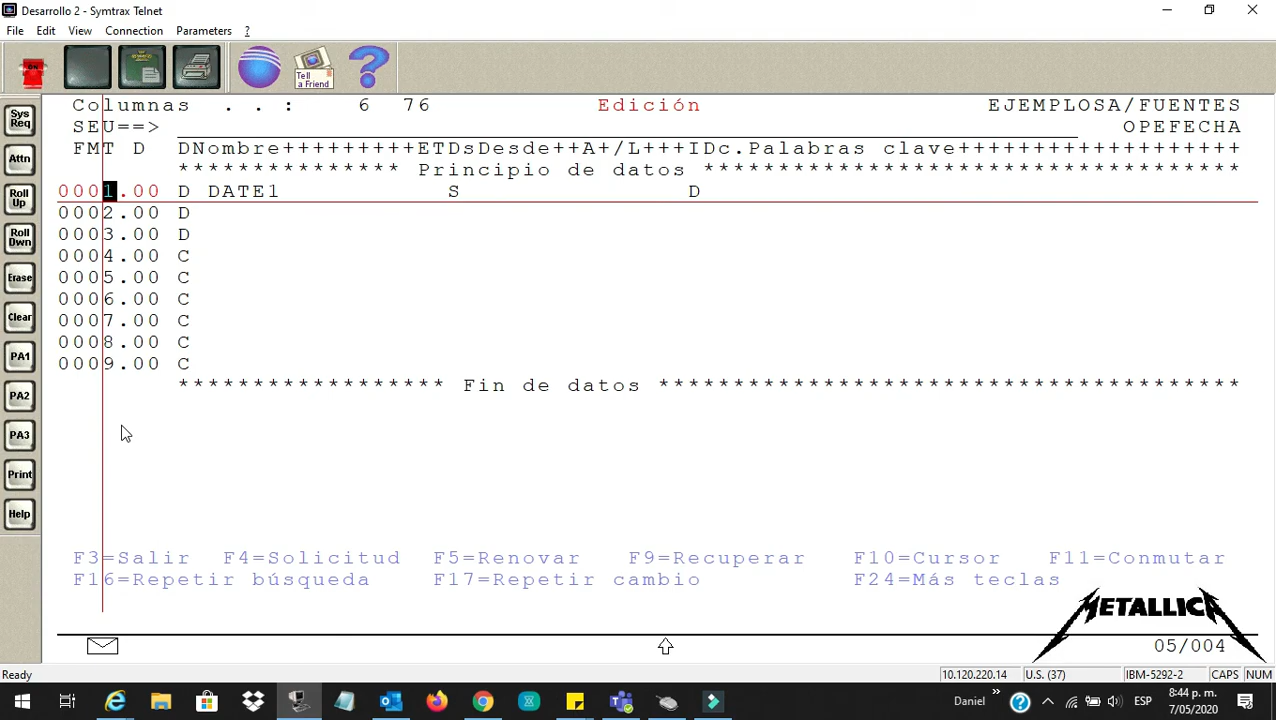 Desarrollo 2 - Symtrax Telnet
File Edit View Connection Parameters ?
ON
Tell a Friend
Columnas . . : 6 76 Edición EJEMPLOSA/FUENTES
SEU==> OPEFECHA
FMT D DNombre+++++++++ETDsDesde++A+/L+++IDc.Palabras clave+++++++++++++++++++
*************** Principio de datos ************************************
0001.00 D DATE1 S D
0002.00 D
0003.00 D
0004.00 C
0005.00 C
0006.00 C
0007.00 C
0008.00 C
0009.00 C
****************** Fin de datos ***************************************
Sys Req
Attn
Roll Up
Roll Dwn
Erase
Clear
PA1
PA2
PA3
Print
Help
F3=Salir F4=Solicitud F5=Renovar F9=Recuperar F10=Cursor F11=Conmutar
F16=Repetir búsqueda F17=Repetir cambio F24=Más teclas
METALLICA
05/004
Ready 10.120.220.14 U.S. (37) IBM-5292-2 CAPS NUM
Daniel ESP 8:44 p. m.
7/05/2020